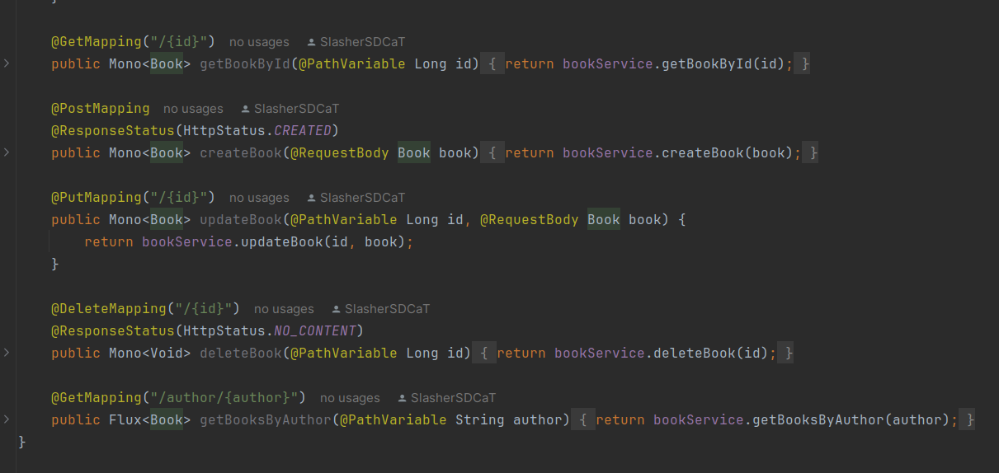 }
@GetMapping("/{id}") no usages SlasherSDCaT
public Mono<Book> getBookById(@PathVariable Long id) { return bookService.getBookById(id); }
@PostMapping no usages SlasherSDCaT
@ResponseStatus(HttpStatus.CREATED)
public Mono<Book> createBook(@RequestBody Book book) { return bookService.createBook(book); }
@PutMapping("/{id}") no usages SlasherSDCaT
public Mono<Book> updateBook(@PathVariable Long id, @RequestBody Book book) {
return bookService.updateBook(id, book);
}
@DeleteMapping("/{id}") no usages SlasherSDCaT
@ResponseStatus(HttpStatus.NO_CONTENT)
public Mono<Void> deleteBook(@PathVariable Long id) { return bookService.deleteBook(id); }
@GetMapping("/author/{author}") no usages SlasherSDCaT
public Flux<Book> getBooksByAuthor(@PathVariable String author) { return bookService.getBooksByAuthor(author); }
}